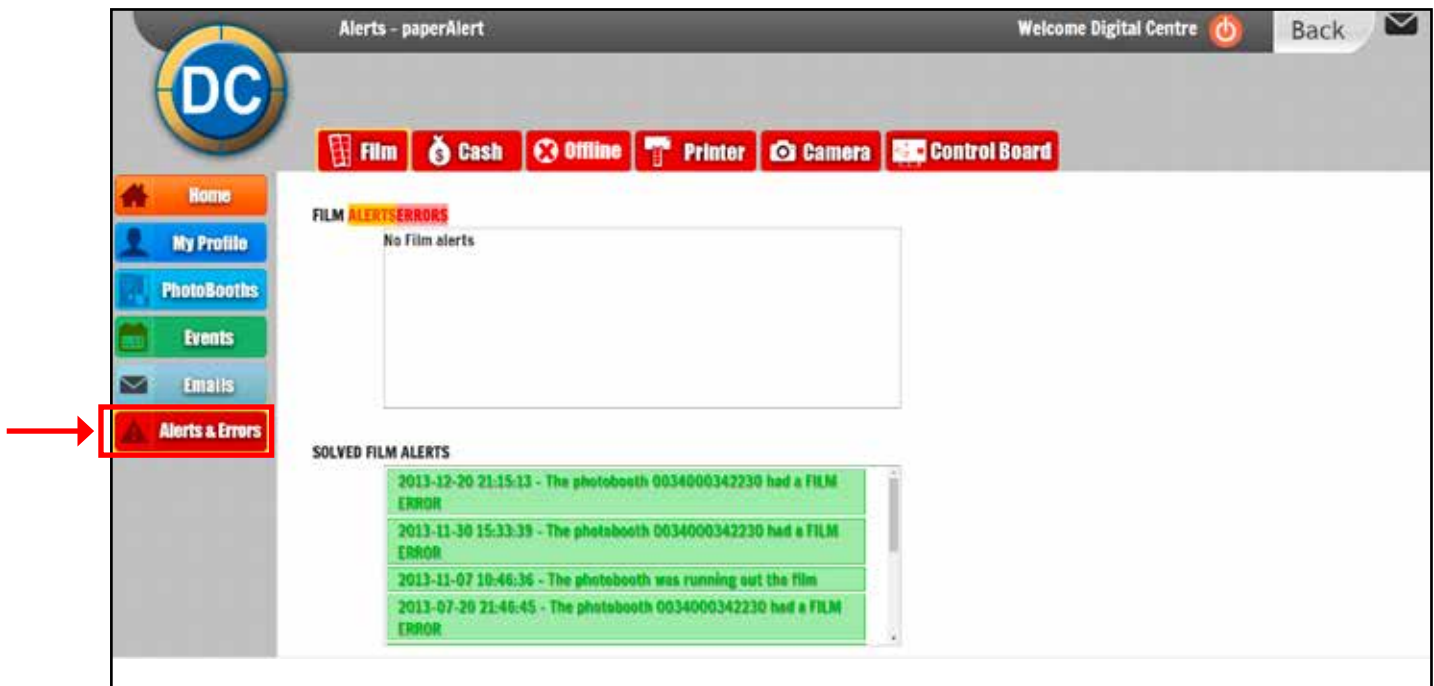 Alerts - paperAlert
Welcome Digital Centre
Back
DC
Film
Cash
Offline
Printer
Camera
Control Board
Home
My Profile
PhotoBooths
Events
Emails
Alerts & Errors
FILM ALERTSERRORS
No Film alerts
SOLVED FILM ALERTS
2013-12-20 21:15:13 - The photobooth 0034000342230 had a FILM
ERROR
2013-11-30 15:33:39 - The photobooth 0034000342230 had a FILM
ERROR
2013-11-07 10:46:36 - The photobooth was running out the film
2013-07-20 21:46:45 - The photobooth 0034000342230 had a FILM
ERROR